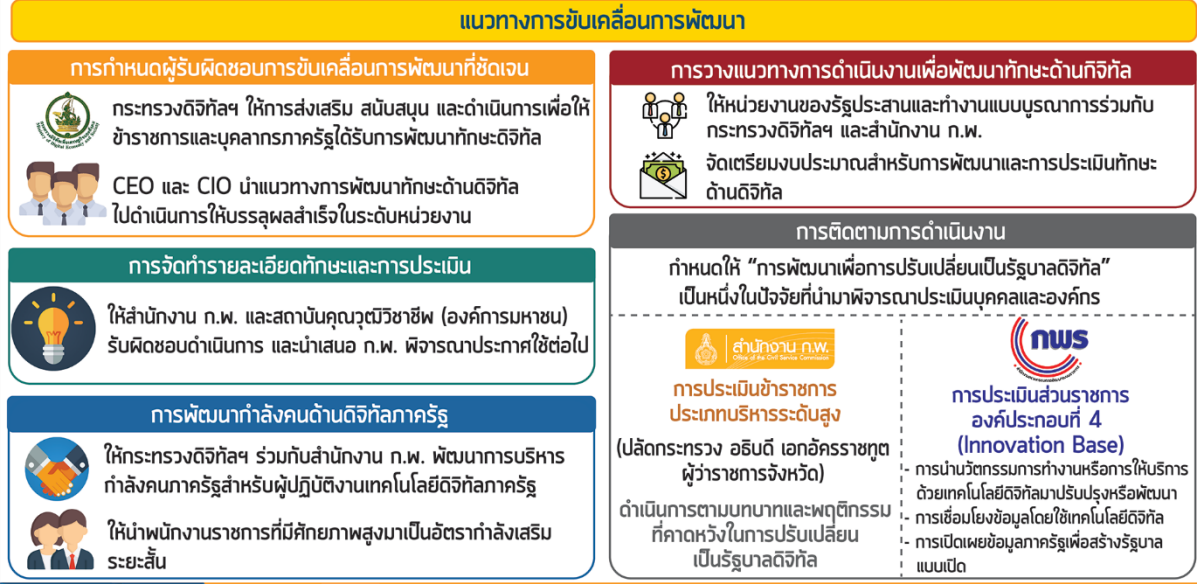 แนวทางการขับเคลื่อนการพัฒนา
การกำหนดผู้รับผิดชอบการขับเคลื่อนการพัฒนาที่ชัดเจน
กระทรวงดิจิทัลฯ ให้การส่งเสริม สนับสนุน และดำเนินการเพื่อให้
ข้าราชการและบุคลากรภาครัฐได้รับการพัฒนาทักษะดิจิทัล
CEO และ CIO นำแนวทางการพัฒนาทักษะด้านดิจิทัล
ไปดำเนินการให้บรรลุผลสำเร็จในระดับหน่วยงาน
การจัดทำรายละเอียดทักษะและการประเมิน
ให้สำนักงาน ก.พ. และสถาบันคุณวุฒิวิชาชีพ (องค์การมหาชน)
รับผิดชอบดำเนินการ และนำเสนอ ก.พ. พิจารณาประกาศใช้ต่อไป
การพัฒนากำลังคนด้านดิจิทัลภาครัฐ
ให้กระทรวงดิจิทัลฯ ร่วมกับสำนักงาน ก.พ. พัฒนาการบริหาร
กำลังคนภาครัฐสำหรับผู้ปฏิบัติงานเทคโนโลยีดิจิทัลภาครัฐ
ให้นำพนักงานราชการที่มีศักยภาพสูงมาเป็นอัตรากำลังเสริม
ระยะสั้น
การวางแนวทางการดำเนินงานเพื่อพัฒนาทักษะด้านกิจิทัล
ให้หน่วยงานของรัฐประสานและทำงานแบบบูรณาการร่วมกับ
กระทรวงดิจิทัลฯ และสำนักงาน ก.พ.
จัดเตรียมงบประมาณสำหรับการพัฒนาและการประเมินทักษะ
ด้านดิจิทัล
การติดตามการดำเนินงาน
กำหนดให้ “การพัฒนาเพื่อการปรับเปลี่ยนเป็นรัฐบาลดิจิทัล”
เป็นหนึ่งในปัจจัยที่นำมาพิจารณาประเมินบุคคลและองค์กร
สำนักงาน ก.พ.
Office of the Civil Service Commission
การประเมินข้าราชการ
ประเภทบริหารระดับสูง
(ปลัดกระทรวง อธิบดี เอกอัครราชทูต
ผู้ว่าราชการจังหวัด)
ดำเนินการตามบทบาทและพฤติกรรม
ที่คาดหวังในการปรับเปลี่ยน
เป็นรัฐบาลดิจิทัล
กพร
การประเมินส่วนราชการ
องค์ประกอบที่ 4
(Innovation Base)
- การนำนวัตกรรมการทำงานหรือการให้บริการ
ด้วยเทคโนโลยีดิจิทัลมาปรับปรุงหรือพัฒนา
- การเชื่อมโยงข้อมูลโดยใช้เทคโนโลยีดิจิทัล
- การเปิดเผยข้อมูลภาครัฐเพื่อสร้างรัฐบาล
แบบเปิด